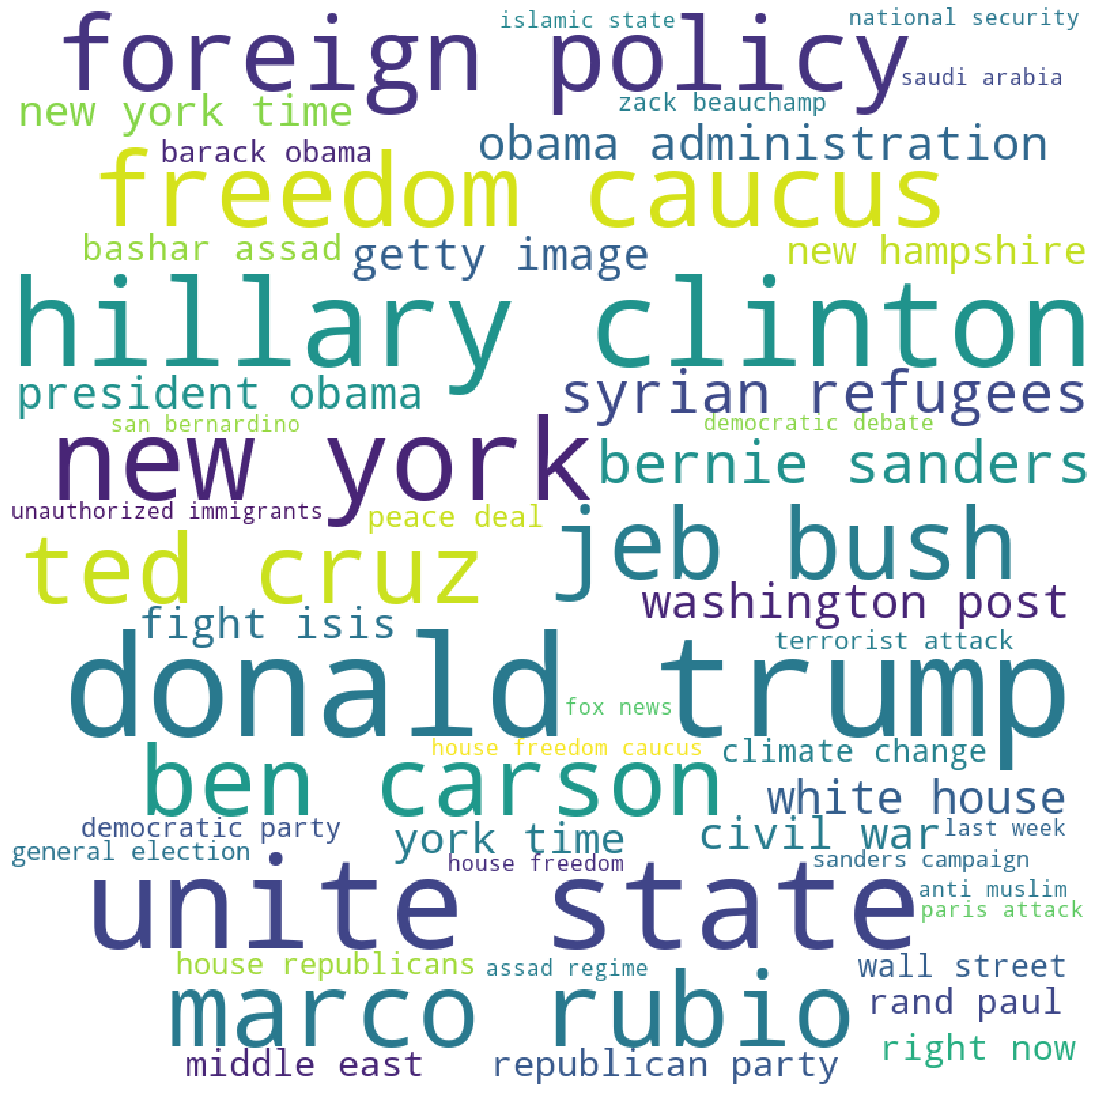 islamic state
national security
foreign policy
saudi arabia
new york time
zack beauchamp
barack obama
obama administration
freedom caucus
bashar assad
getty image
new hampshire
hillary clinton
president obama
syrian refugees
san bernardino
democratic debate
new york
bernie sanders
unauthorized immigrants
peace deal
jeb bush
ted cruz
washington post
fight isis
terrorist attack
donald trump
fox news
house freedom caucus
climate change
ben carson
white house
democratic party
york time
civil war
last week
general election
house freedom
sanders campaign
unite state
anti muslim
paris attack
house republicans
assad regime
wall street
marco rubio
rand paul
right now
middle east
republican party